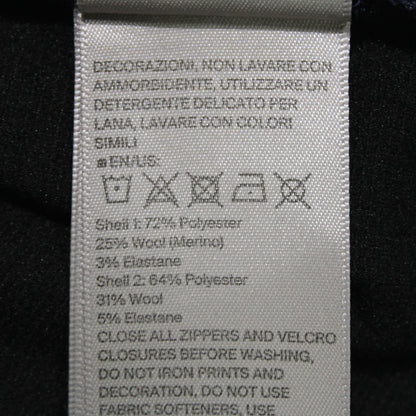 DECORAZIONI, NON LAVARE CON
AMMORBIDENTE, UTILIZZARE UN
DETERGENTE DELICATO PER
LANA, LAVARE CON COLORI
SIMILI
EN/US:
Shell 1: 72% Polyester
25% Wool (Merino)
3% Elastane
Shell 2: 64% Polyester
31% Wool
5% Elastane
CLOSE ALL ZIPPERS AND VELCRO
CLOSURES BEFORE WASHING,
DO NOT IRON PRINTS AND
DECORATION, DO NOT USE
FABRIC SOFTENERS, USE